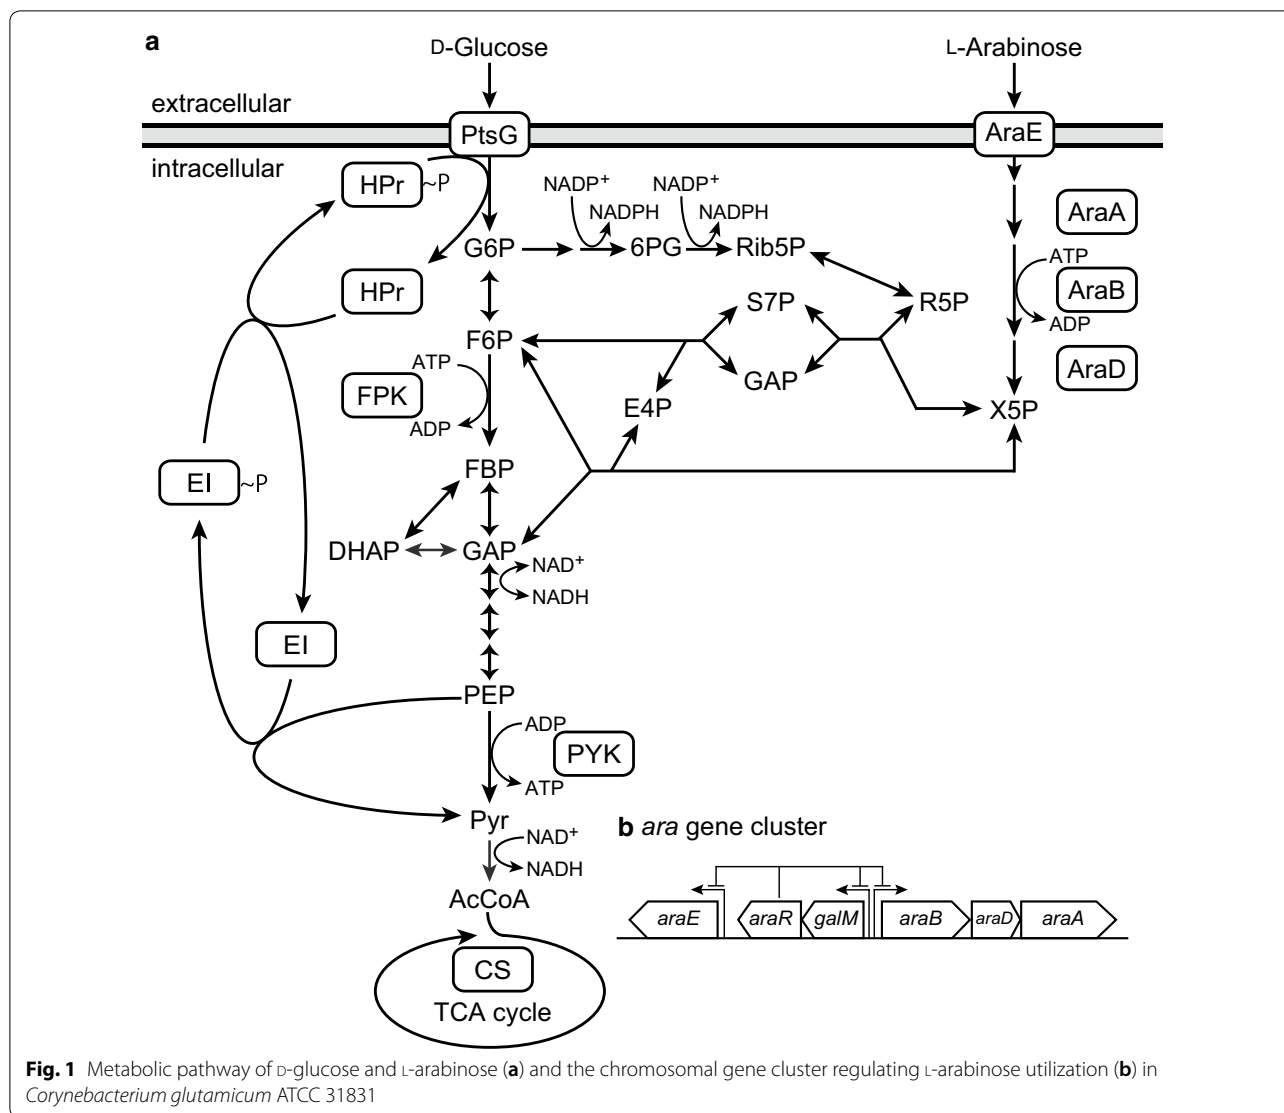 a
D-Glucose
L-Arabinose
extracellular
PtsG
AraE
intracellular
HPr ~P
NADP+
NADPH
NADP+
NADPH
AraA
G6P
6PG
Rib5P
ATP
HPr
S7P
R5P
AraB
ADP
F6P
ATP
FPK
GAP
AraD
ADP
E4P
X5P
FBP
EI ~P
DHAP
GAP
NAD+
NADH
EI
PEP
ADP
PYK
ATP
Pyr
NAD+
NADH
b ara gene cluster
AcCoA
araE
araR
galM
araB
araD
araA
CS
TCA cycle
Fig. 1 Metabolic pathway of D-glucose and L-arabinose (a) and the chromosomal gene cluster regulating L-arabinose utilization (b) in
Corynebacterium glutamicum ATCC 31831